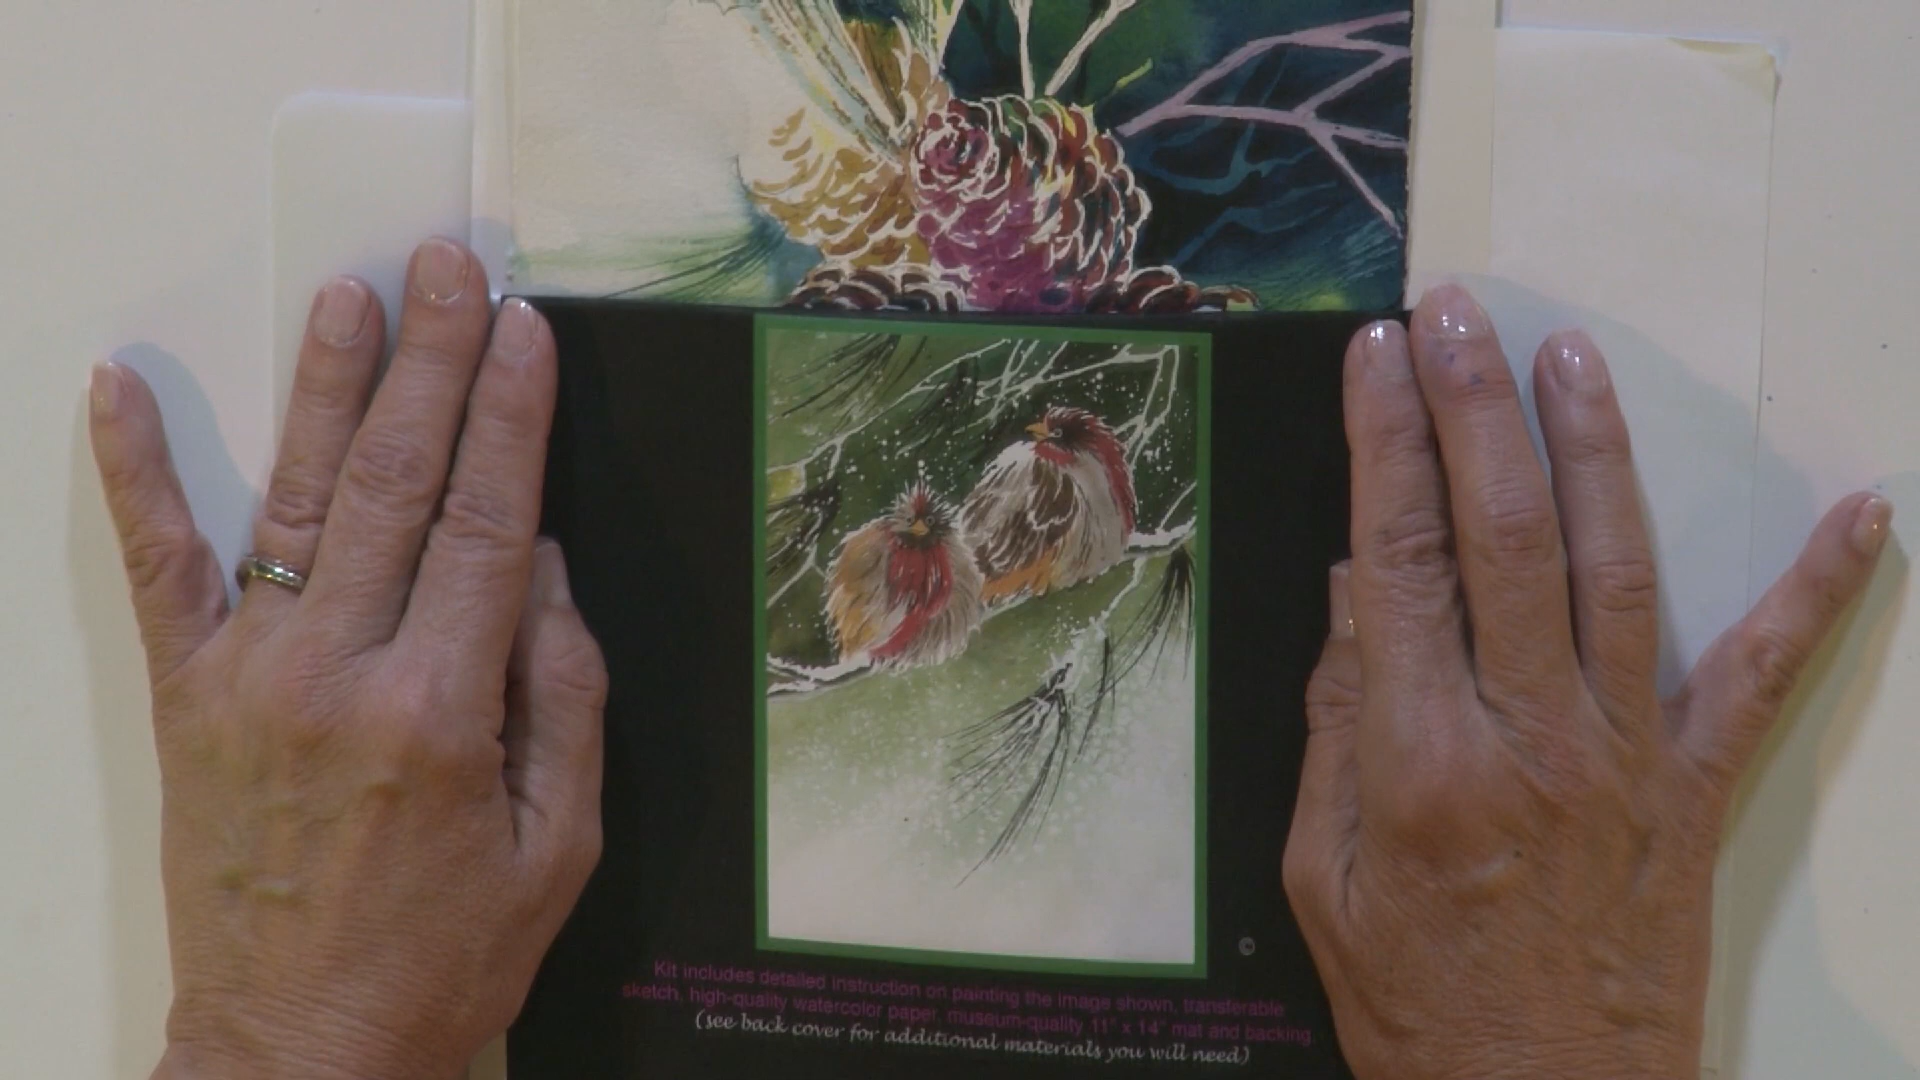 ©
Kit includes detailed instruction on painting the image shown, transferable
sketch, high-quality watercolor paper, museum-quality 11" x 14" mat and backing.
(see back cover for additional materials you will need)